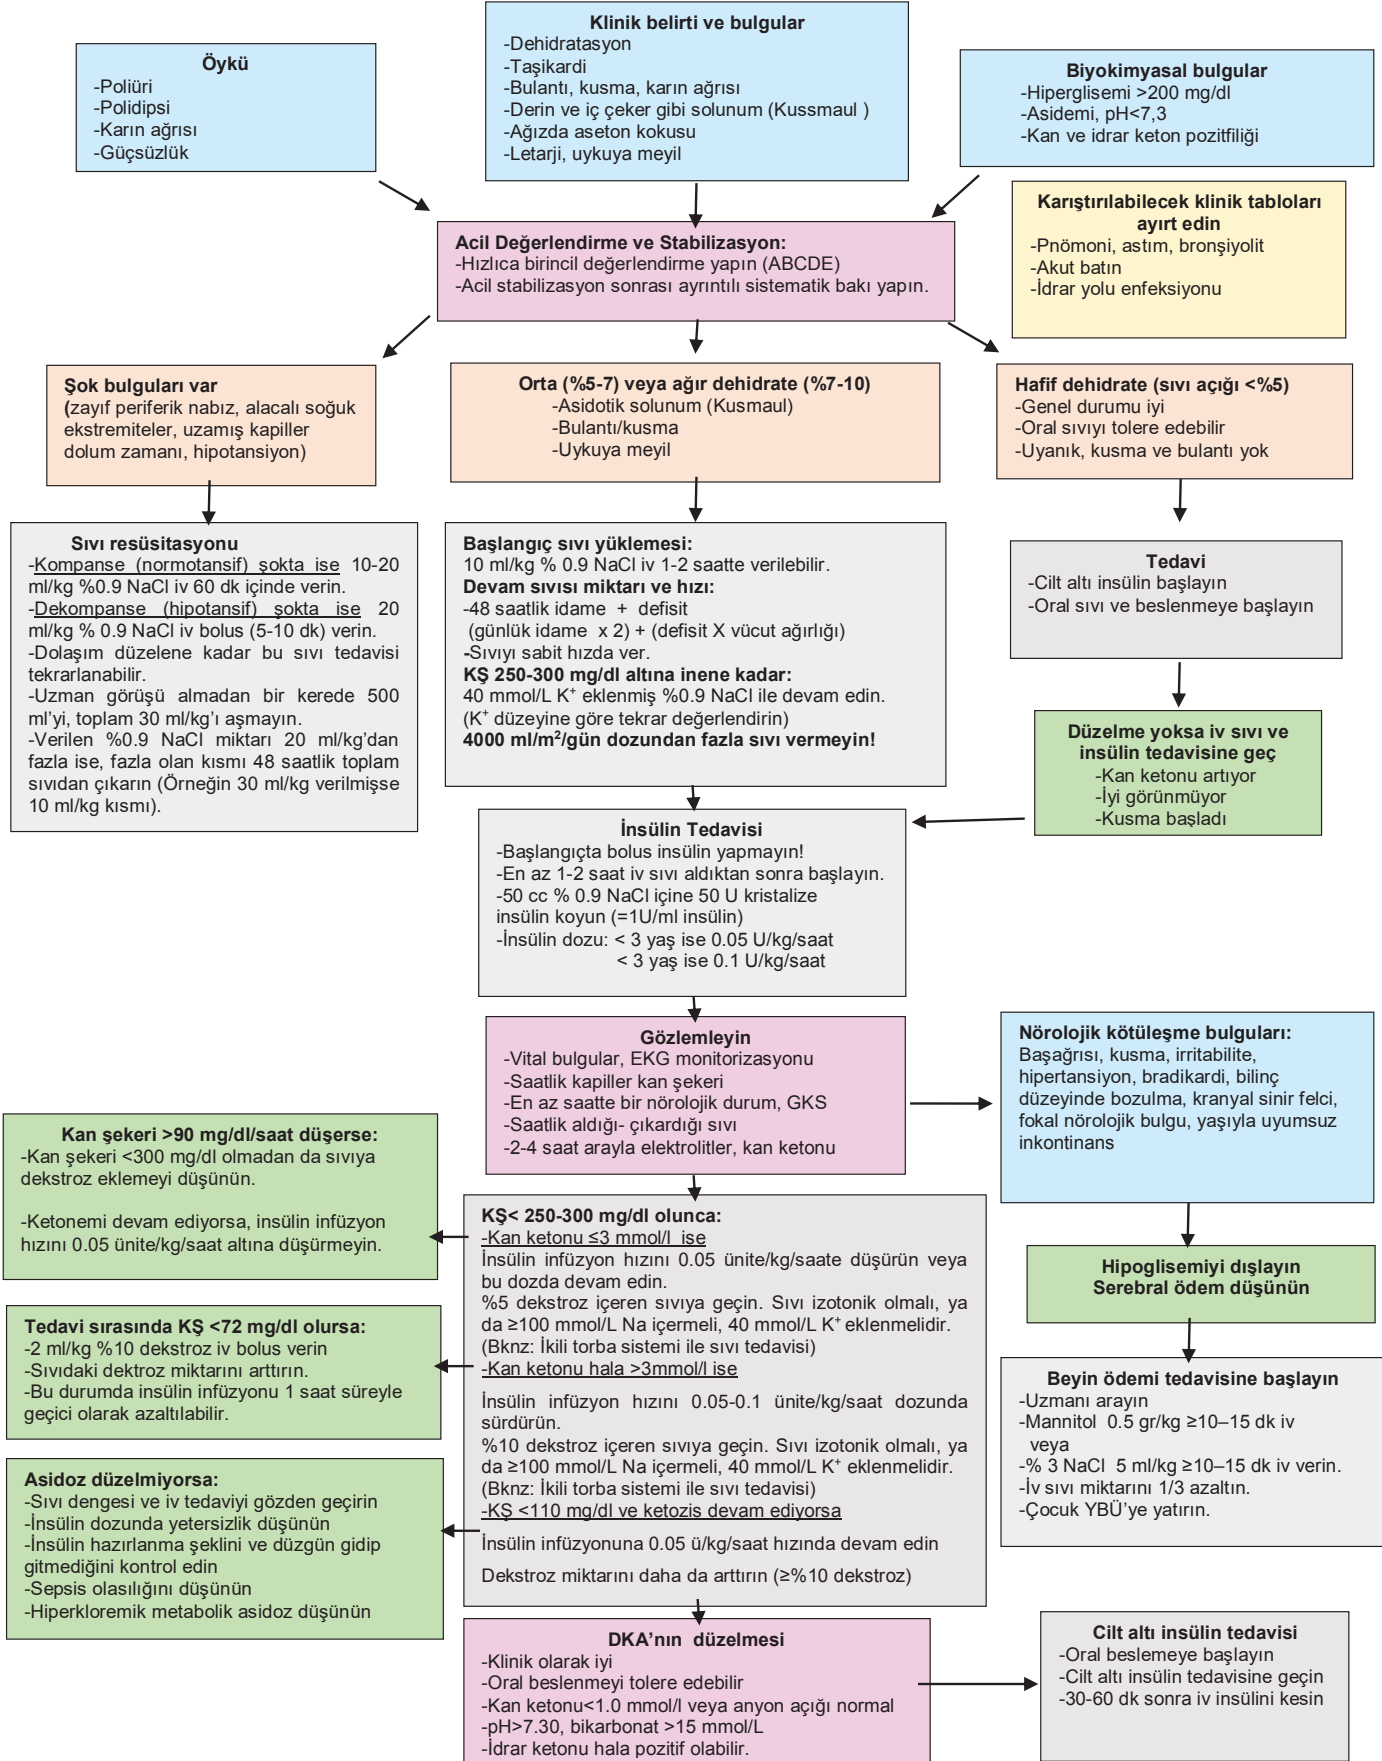 Klinik belirti ve bulgular
-Dehidratasyon
-Taşikardi
-Bulantı, kusma, karın ağrısı
-Derin ve iç çeker gibi solunum (Kussmaul )
-Ağızda aseton kokusu
-Letarji, uykuya meyil
Öykü
-Poliüri
-Polidipsi
-Karın ağrısı
-Güçsüzlük
Biyokimyasal bulgular
-Hiperglisemi >200 mg/dl
-Asidemi, pH<7,3
-Kan ve idrar keton pozitfiliği
Karıştırılabilecek klinik tabloları
ayırt edin
-Pnömoni, astım, bronşiyolit
-Akut batın
-İdrar yolu enfeksiyonu
Acil Değerlendirme ve Stabilizasyon:
-Hızlıca birincil değerlendirme yapın (ABCDE)
-Acil stabilizasyon sonrası ayrıntılı sistematik bakı yapın.
Şok bulguları var
(zayıf periferik nabız, alacalı soğuk
ekstremiteler, uzamış kapiller
dolum zamanı, hipotansiyon)
Orta (%5-7) veya ağır dehidrate (%7-10)
-Asidotik solunum (Kusmaul)
-Bulantı/kusma
-Uykuya meyil
Hafif dehidrate (sıvı açığı <%5)
-Genel durumu iyi
-Oral sıvıyı tolere edebilir
-Uyanık, kusma ve bulantı yok
Sıvı resüsitasyonu
-Kompanse (normotansif) şokta ise 10-20
ml/kg %0.9 NaCl iv 60 dk içinde verin.
-Dekompanse (hipotansif) şokta ise 20
ml/kg % 0.9 NaCl iv bolus (5-10 dk) verin.
-Dolaşım düzelene kadar bu sıvı tedavisi
tekrarlanabilir.
-Uzman görüşü almadan bir kerede 500
ml'yi, toplam 30 ml/kg'ı aşmayın.
-Verilen %0.9 NaCl miktarı 20 ml/kg'dan
fazla ise, fazla olan kısmı 48 saatlik toplam
sıvıdan çıkarın (Örneğin 30 ml/kg verilmişse
10 ml/kg kısmı).
Başlangıç sıvı yüklemesi:
10 ml/kg % 0.9 NaCl iv 1-2 saatte verilebilir.
Devam sıvısı miktarı ve hızı:
-48 saatlik idame + defisit
(günlük idame x 2) + (defisit X vücut ağırlığı)
-Sıvıyı sabit hızda ver.
KŞ 250-300 mg/dl altına inene kadar:
40 mmol/L K⁺ eklenmiş %0.9 NaCl ile devam edin.
(K⁺ düzeyine göre tekrar değerlendirin)
4000 ml/m²/gün dozundan fazla sıvı vermeyin!
Tedavi
-Cilt altı insülin başlayın
-Oral sıvı ve beslenmeye başlayın
Düzelme yoksa iv sıvı ve
insülin tedavisine geç
-Kan ketonu artıyor
-İyi görünmüyor
-Kusma başladı
İnsülin Tedavisi
-Başlangıçta bolus insülin yapmayın!
-En az 1-2 saat iv sıvı aldıktan sonra başlayın.
-50 cc % 0.9 NaCl içine 50 U kristalize
insülin koyun (=1U/ml insülin)
-İnsülin dozu: < 3 yaş ise 0.05 U/kg/saat
< 3 yaş ise 0.1 U/kg/saat
Gözlemleyin
-Vital bulgular, EKG monitorizasyonu
-Saatlik kapiller kan şekeri
-En az saatte bir nörolojik durum, GKS
-Saatlik aldığı- çıkardığı sıvı
-2-4 saat arayla elektrolitler, kan ketonu
Nörolojik kötüleşme bulguları:
Başağrısı, kusma, irritabilite,
hipertansiyon, bradikardi, bilinç
düzeyinde bozulma, kranyal sinir felci,
fokal nörolojik bulgu, yaşıyla uyumsuz
inkontinans
Kan şekeri >90 mg/dl/saat düşerse:
-Kan şekeri <300 mg/dl olmadan da sıvıya
dekstroz eklemeyi düşünün.
-Ketonemi devam ediyorsa, insülin infüzyon
hızını 0.05 ünite/kg/saat altına düşürmeyin.
KŞ< 250-300 mg/dl olunca:
-Kan ketonu ≤3 mmol/l ise
İnsülin infüzyon hızını 0.05 ünite/kg/saate düşürün veya
bu dozda devam edin.
%5 dekstroz içeren sıvıya geçin. Sıvı izotonik olmalı, ya
da ≥100 mmol/L Na içermeli, 40 mmol/L K⁺ eklenmelidir.
(Bknz: İkili torba sistemi ile sıvı tedavisi)
-Kan ketonu hala >3mmol/l ise
İnsülin infüzyon hızını 0.05-0.1 ünite/kg/saat dozunda
sürdürün.
%10 dekstroz içeren sıvıya geçin. Sıvı izotonik olmalı, ya
da ≥100 mmol/L Na içermeli, 40 mmol/L K⁺ eklenmelidir.
(Bknz: İkili torba sistemi ile sıvı tedavisi)
-KŞ <110 mg/dl ve ketozis devam ediyorsa
İnsülin infüzyonuna 0.05 ü/kg/saat hızında devam edin
Dekstroz miktarını daha da arttırın (≥%10 dekstroz)
Hipoglisemiyi dışlayın
Serebral ödem düşünün
Tedavi sırasında KŞ <72 mg/dl olursa:
-2 ml/kg %10 dekstroz iv bolus verin
-Sıvıdaki dektroz miktarını arttırın.
-Bu durumda insülin infüzyonu 1 saat süreyle
geçici olarak azaltılabilir.
Beyin ödemi tedavisine başlayın
-Uzmanı arayın
-Mannitol 0.5 gr/kg ≥10–15 dk iv
veya
-% 3 NaCl 5 ml/kg ≥10–15 dk iv verin.
-İv sıvı miktarını 1/3 azaltın.
-Çocuk YBÜ'ye yatırın.
Asidoz düzelmiyorsa:
-Sıvı dengesi ve iv tedaviyi gözden geçirin
-İnsülin dozunda yetersizlik düşünün
-İnsülin hazırlanma şeklini ve düzgün gidip
gitmediğini kontrol edin
-Sepsis olasılığını düşünün
-Hiperkloremik metabolik asidoz düşünün
DKA'nın düzelmesi
-Klinik olarak iyi
-Oral beslenmeyi tolere edebilir
-Kan ketonu<1.0 mmol/l veya anyon açığı normal
-pH>7.30, bikarbonat >15 mmol/L
-İdrar ketonu hala pozitif olabilir.
Cilt altı insülin tedavisi
-Oral beslemeye başlayın
-Cilt altı insülin tedavisine geçin
-30-60 dk sonra iv insülini kesin